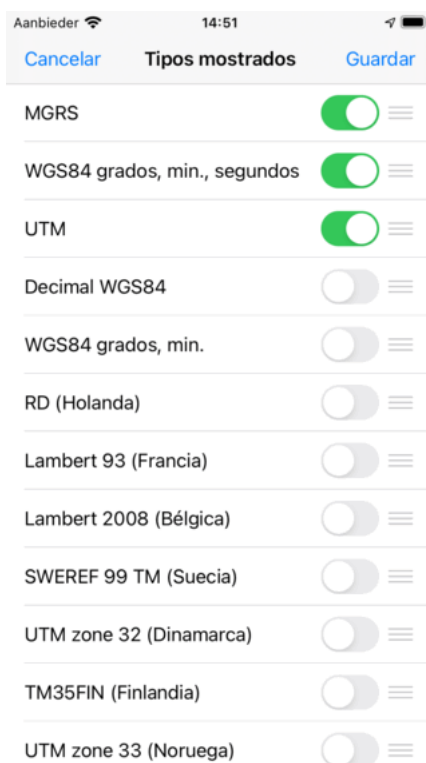 Aanbieder 14:51
Cancelar Tipos mostrados Guardar
MGRS
WGS84 grados, min., segundos
UTM
Decimal WGS84
WGS84 grados, min.
RD (Holanda)
Lambert 93 (Francia)
Lambert 2008 (Bélgica)
SWEREF 99 TM (Suecia)
UTM zone 32 (Dinamarca)
TM35FIN (Finlandia)
UTM zone 33 (Noruega)